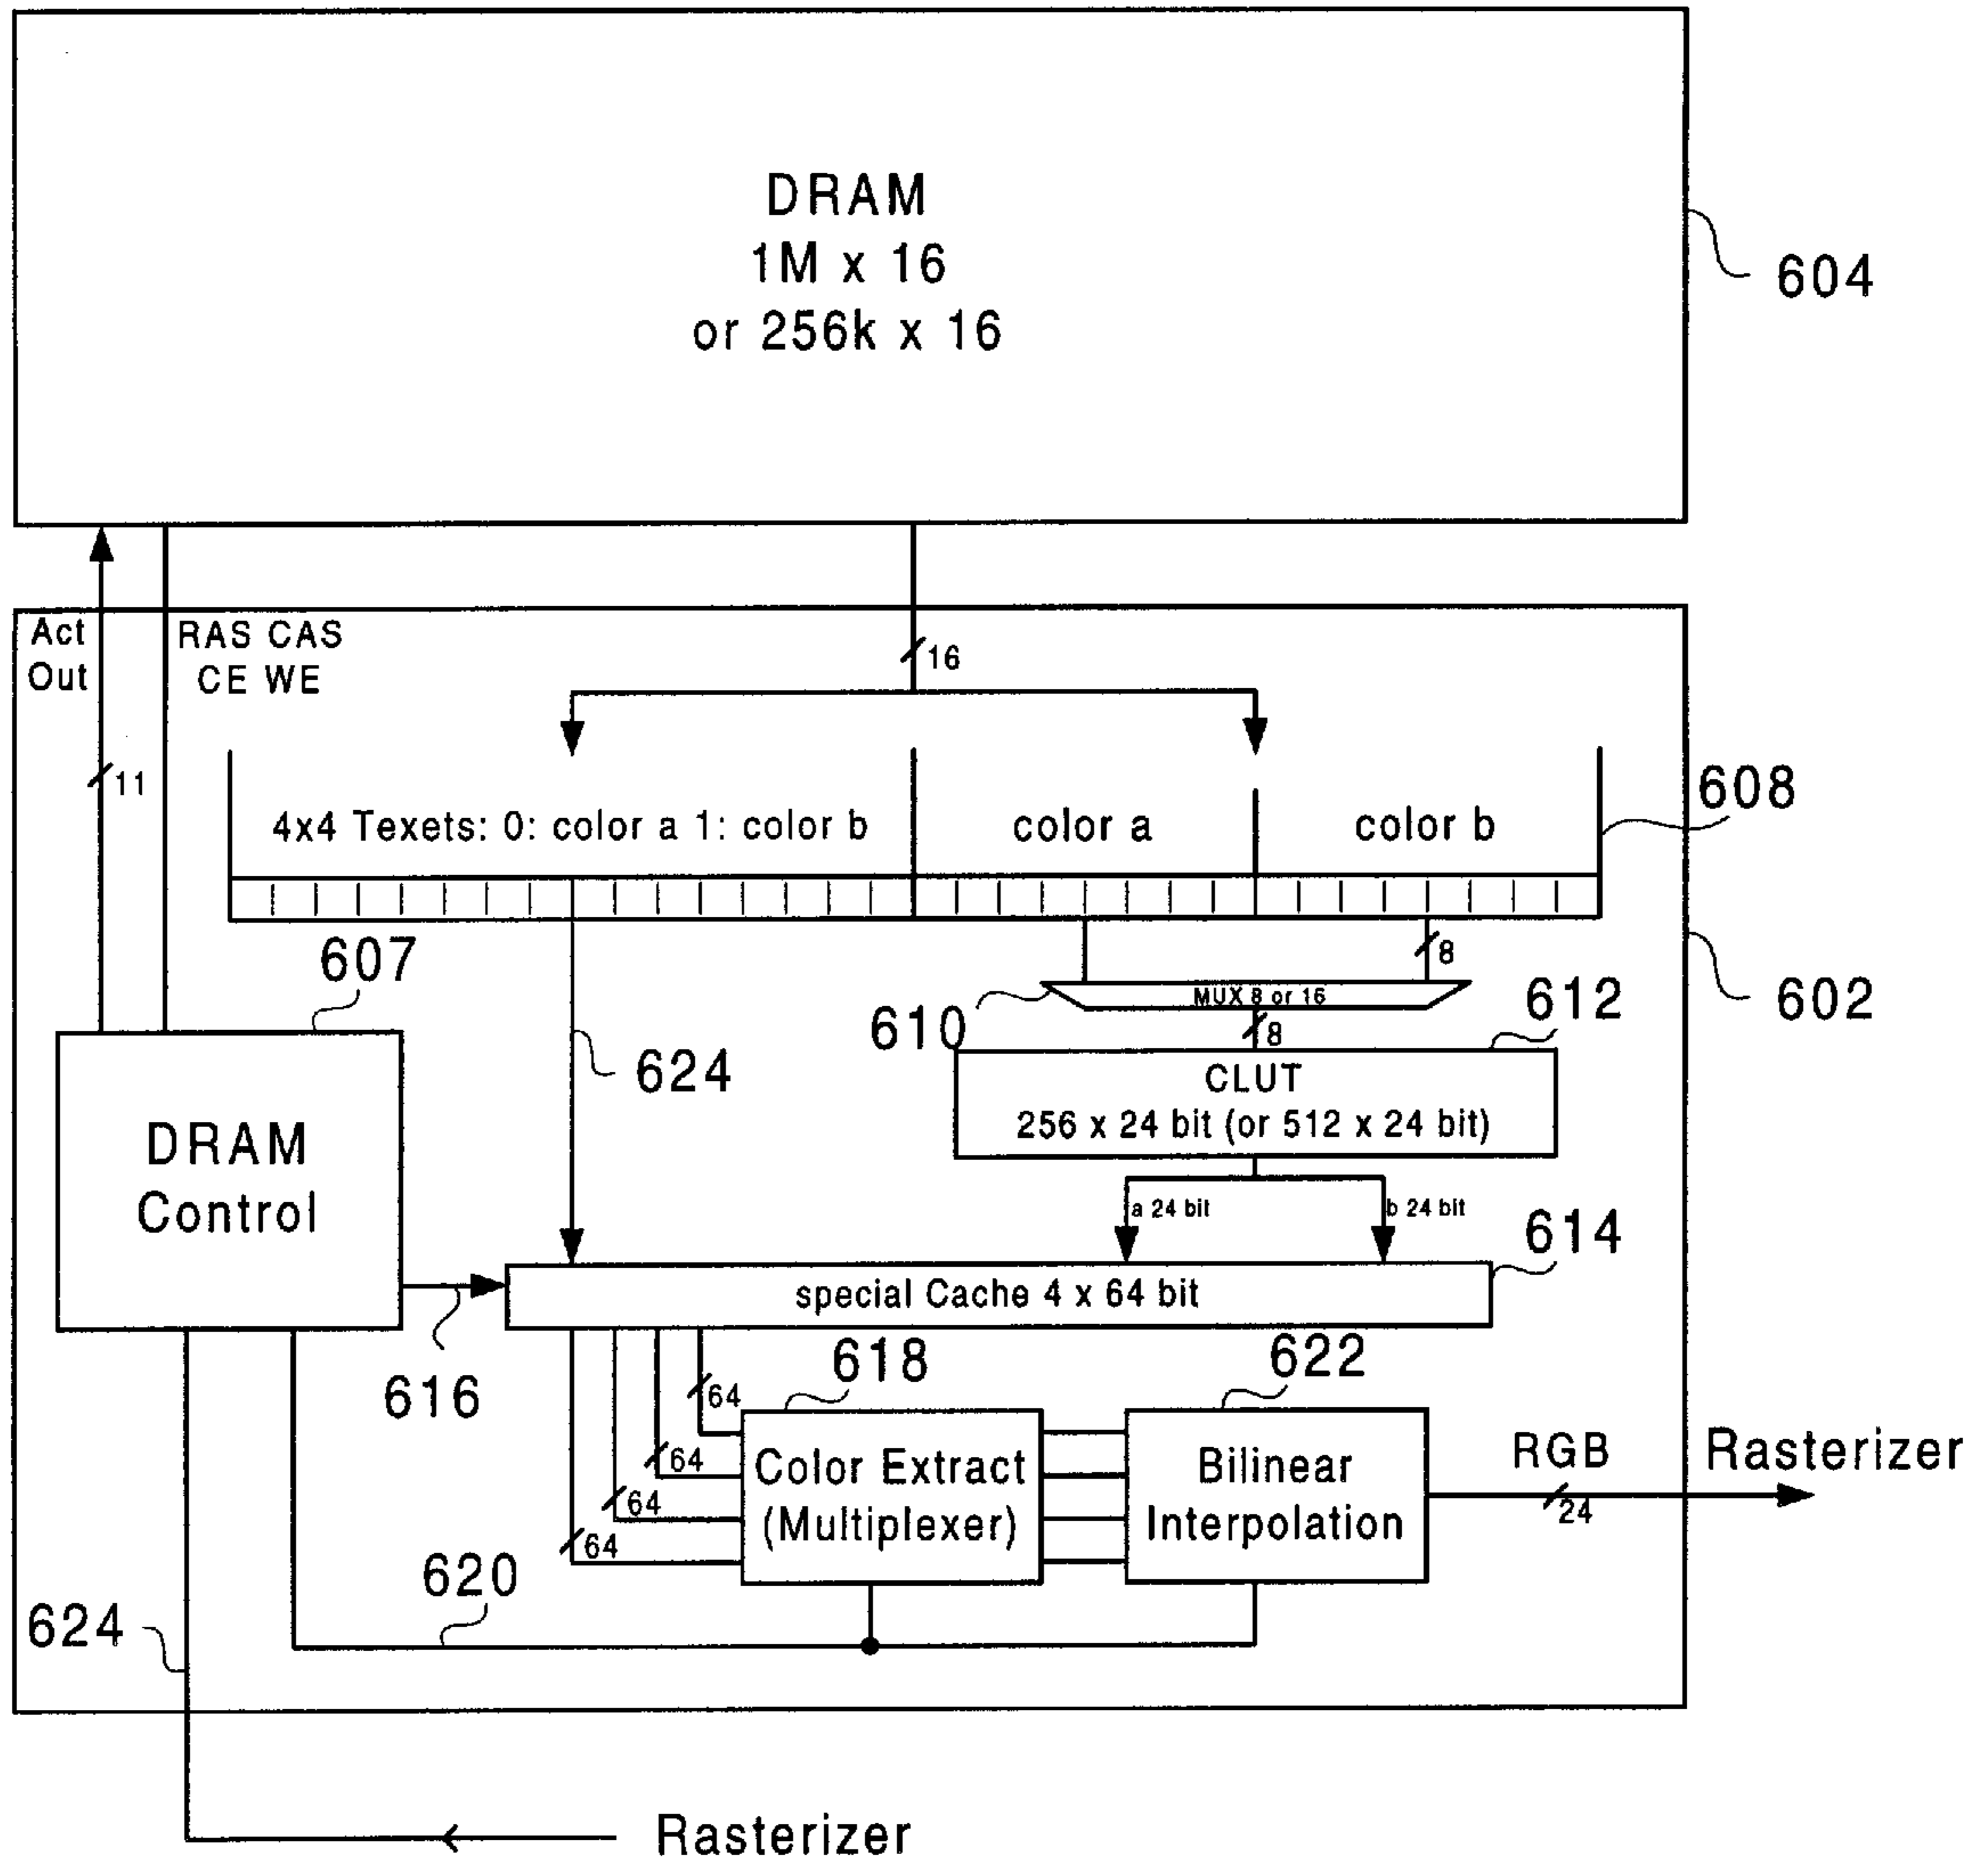 DRAM
1M x 16
or 256k x 16
604
Act
Out
RAS CAS
CE WE
16
11
608
4x4 Texets: 0: color a 1: color b
color a
color b
607
8
MUX 8 or 16
610
612
602
8
624
CLUT
256 x 24 bit (or 512 x 24 bit)
DRAM
Control
a 24 bit
b 24 bit
614
special Cache 4 x 64 bit
616
618
622
64
64
64
64
Color Extract
(Multiplexer)
Bilinear
Interpolation
RGB
24
Rasterizer
620
624
Rasterizer